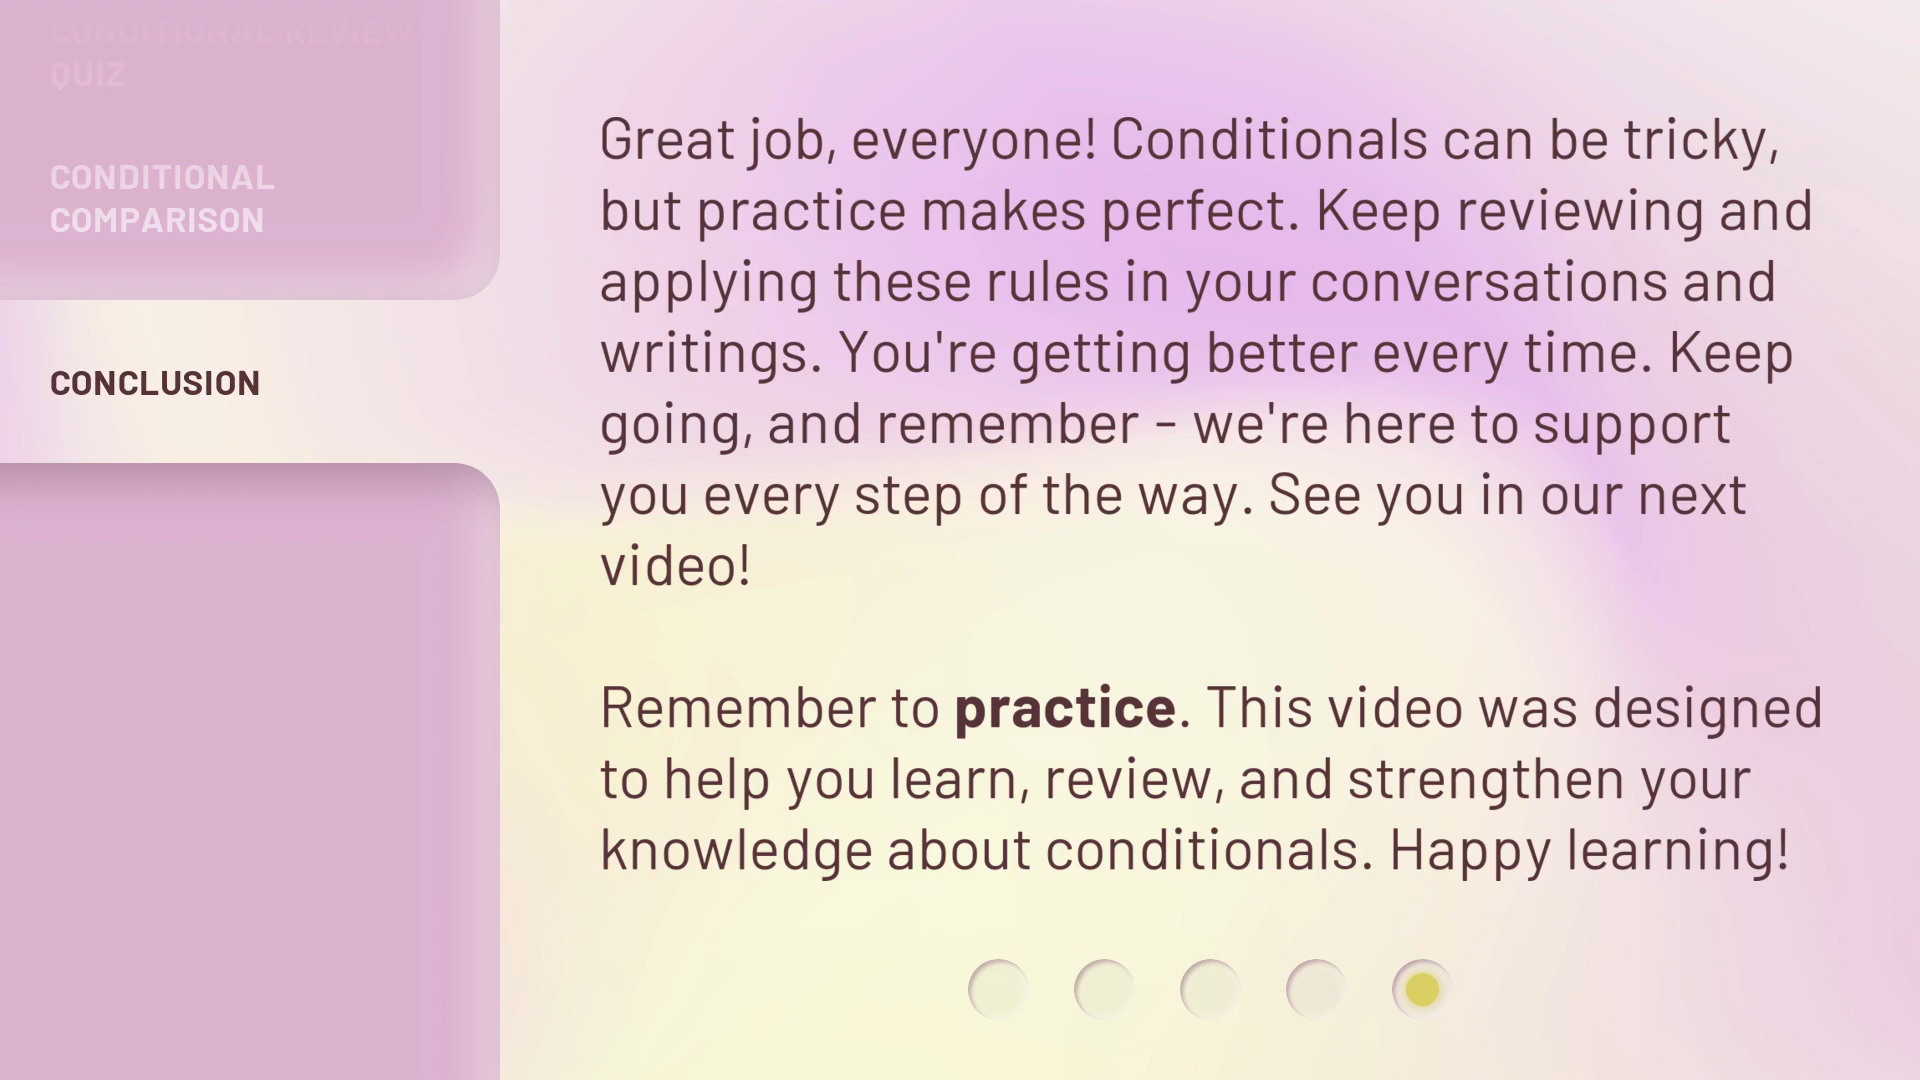 CONDITIONAL REVIEW
QUIZ
CONDITIONAL
COMPARISON
CONCLUSION
Great job, everyone! Conditionals can be tricky,
but practice makes perfect. Keep reviewing and
applying these rules in your conversations and
writings. You're getting better every time. Keep
going, and remember - we're here to support
you every step of the way. See you in our next
video!
Remember to practice. This video was designed
to help you learn, review, and strengthen your
knowledge about conditionals. Happy learning!